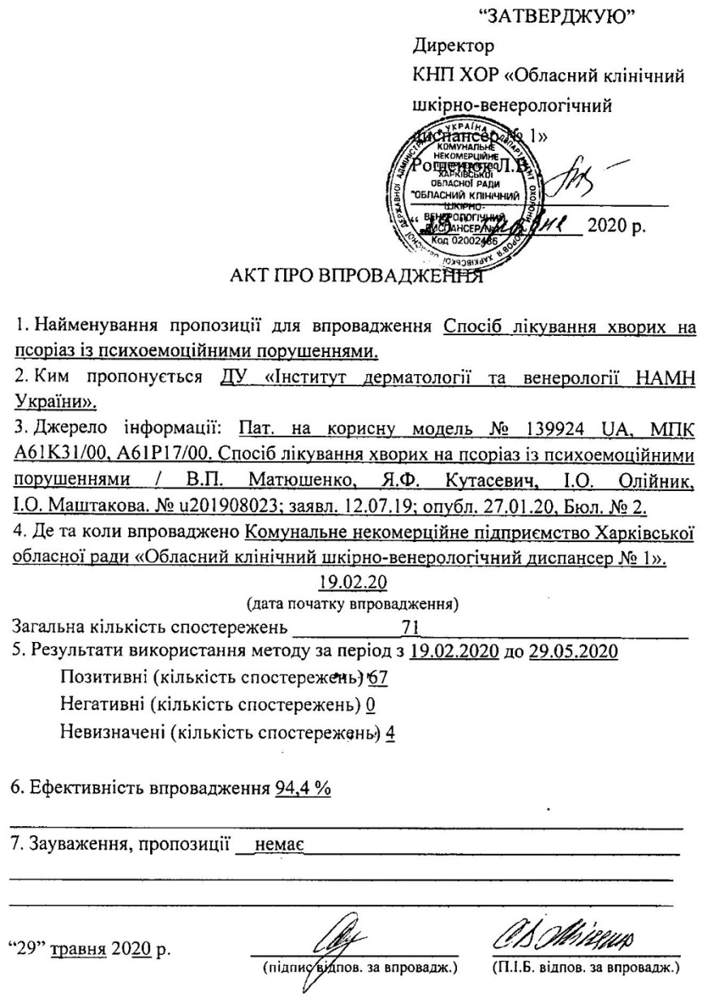 “ЗАТВЕРДЖУЮ”
Директор
КНП ХОР «Обласний клінічний
шкірно-венерологічний
диспансер № 1»
Л.В.
2020 р.
УКРАЇНА
КОМУНАЛЬНЕ
НЕКОМЕРЦІЙНЕ
ПІДПРИЄМСТВО
ХАРКІВСЬКОЇ
ОБЛАСНОЇ РАДИ
"ОБЛАСНИЙ КЛІНІЧНИЙ
ШКІРНО-
ВЕНЕРОЛОГІЧНИЙ
ДИСПАНСЕР №1"
Код 02002486
АКТ ПРО ВПРОВАДЖЕННЯ
1. Найменування пропозиції для впровадження Спосіб лікування хворих на
псоріаз із психоемоційними порушеннями.
2. Ким пропонується ДУ «Інститут дерматології та венерології НАМН
України».
3. Джерело інформації: Пат. на корисну модель № 139924 UA, МПК
А61К31/00, А61Р17/00. Спосіб лікування хворих на псоріаз із психоемоційними
порушеннями / В.П. Матюшенко, Я.Ф. Кутасевич, І.О. Олійник,
І.О. Маштакова. № u201908023; заявл. 12.07.19; опубл. 27.01.20, Бюл. № 2.
4. Де та коли впроваджено Комунальне некомерційне підприємство Харківської
обласної ради «Обласний клінічний шкірно-венерологічний диспансер № 1».
19.02.20
(дата початку впровадження)
Загальна кількість спостережень 71
5. Результати використання методу за період з 19.02.2020 до 29.05.2020
Позитивні (кількість спостережень) 67
Негативні (кількість спостережень) 0
Невизначені (кількість спостережень) 4
6. Ефективність впровадження 94,4 %
7. Зауваження, пропозиції немає
“29” травня 2020 р.
(підпис відпов. за впровадж.)
(П.І.Б. відпов. за впровадж.)